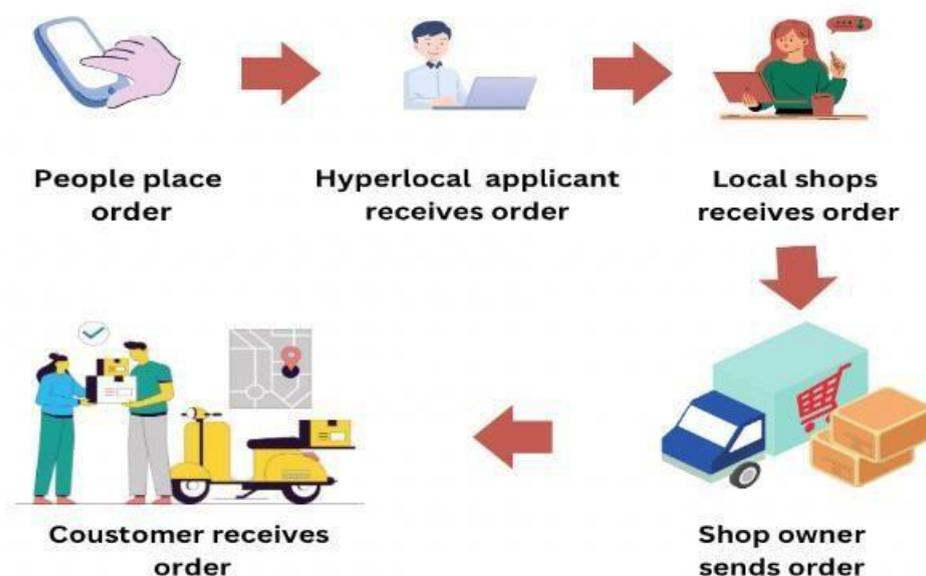 People place
order
Hyperlocal applicant
receives order
Local shops
receives order
Shop owner
sends order
Coustomer receives
order